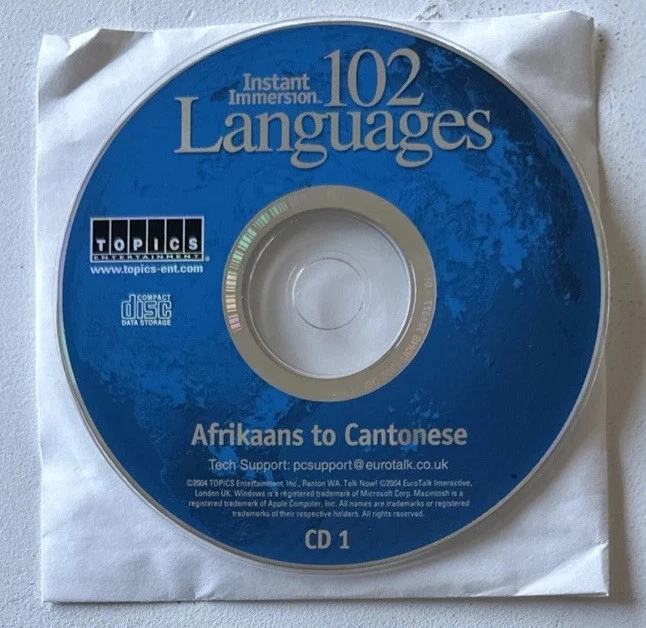 Instant
Immersion™ 102
Languages
TOPICS
ENTERTAINMENT®
www.topics-ent.com
COMPACT
disc
DATA STORAGE
Afrikaans to Cantonese
Tech Support: pcsupport@eurotalk.co.uk
©2004 TOPICS Entertainment, Inc., Renton WA. Talk Now! ©2004 EuroTalk Interactive,
London UK. Windows is a registered trademark of Microsoft Corp. Macintosh is a
registered trademark of Apple Computer, Inc. All names are trademarks or registered
trademarks of their respective holders. All rights reserved.
CD 1